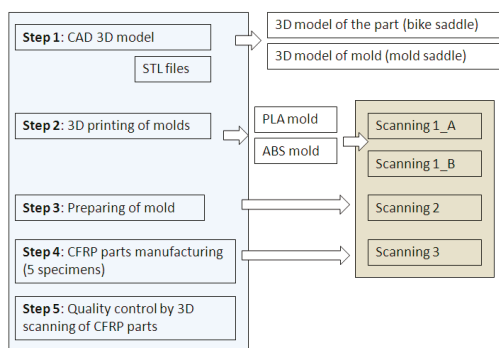 Step 1: CAD 3D model
STL files
3D model of the part (bike saddle)
3D model of mold (mold saddle)
Step 2: 3D printing of molds
PLA mold
ABS mold
Scanning 1_A
Scanning 1_B
Step 3: Preparing of mold
Scanning 2
Step 4: CFRP parts manufacturing
(5 specimens)
Scanning 3
Step 5: Quality control by 3D
scanning of CFRP parts